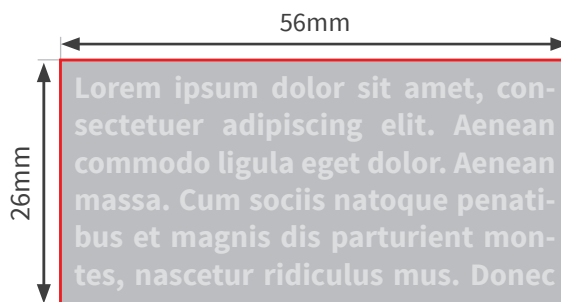 56mm
26mm
Lorem ipsum dolor sit amet, con-
sectetuer adipiscing elit. Aenean
commodo ligula eget dolor. Aenean
massa. Cum sociis natoque penati-
bus et magnis dis parturient mon-
tes, nascetur ridiculus mus. Donec